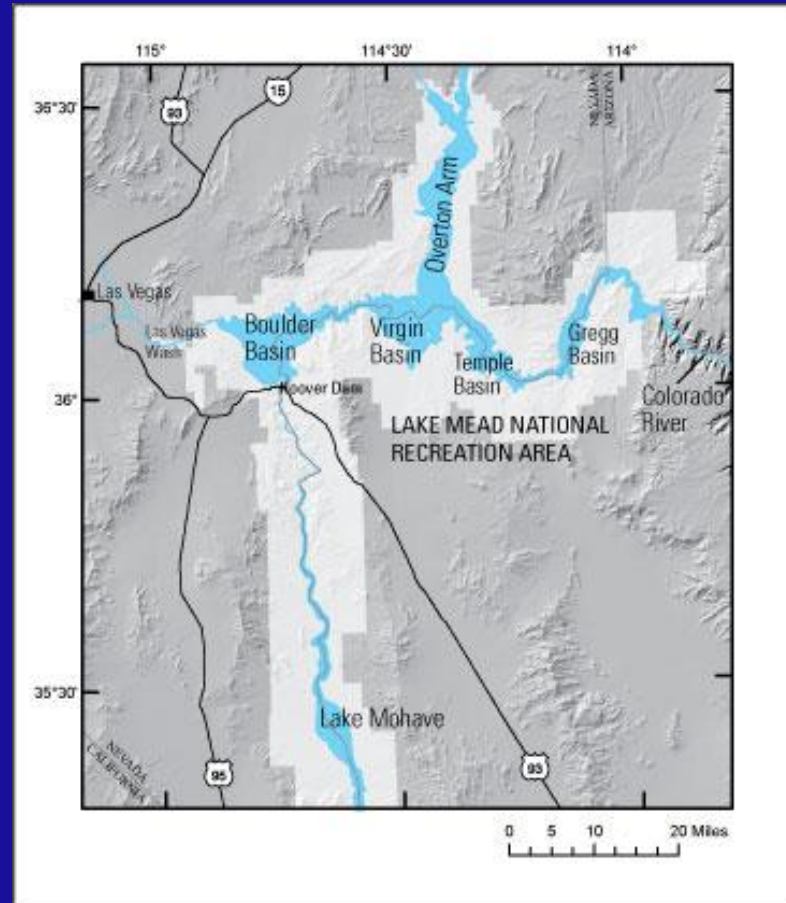 115°
114°30'
114°
36°30'
93
15
NEVADA
ARIZONA
Overton Arm
Las Vegas
Las Vegas
Wash
Boulder
Basin
Virgin
Basin
Temple
Basin
Gregg
Basin
Hoover Dam
36°
Colorado
River
LAKE MEAD NATIONAL
RECREATION AREA
35°30'
Lake Mohave
NEVADA
CALIFORNIA
95
93
0 5 10 20 Miles